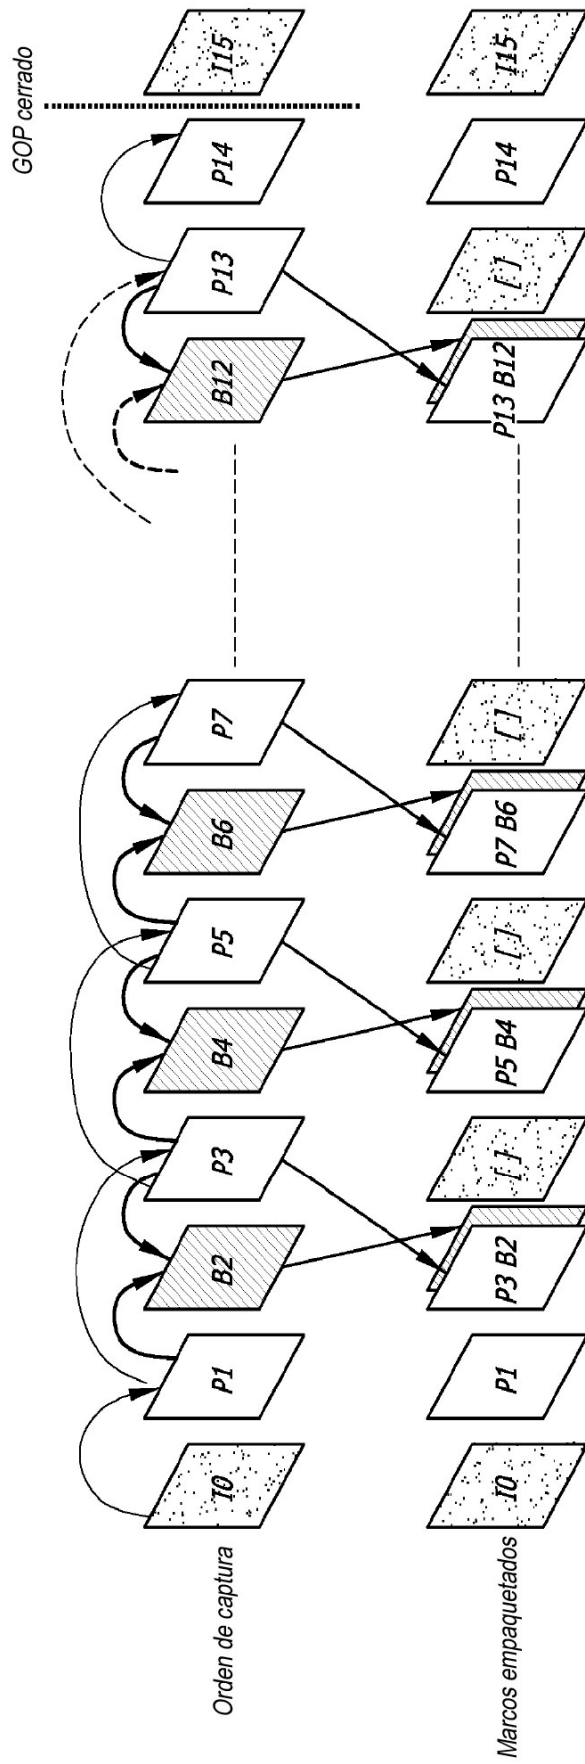 GOP cerrado
Orden de captura
I0 P1 B2 P3 B4 P5 B6 P7 B12 P13 P14 I15
Marcos empaquetados
I0 P1 P3 B2 [ ] P5 B4 [ ] P7 B6 [ ] P13 B12 [ ] P14 I15